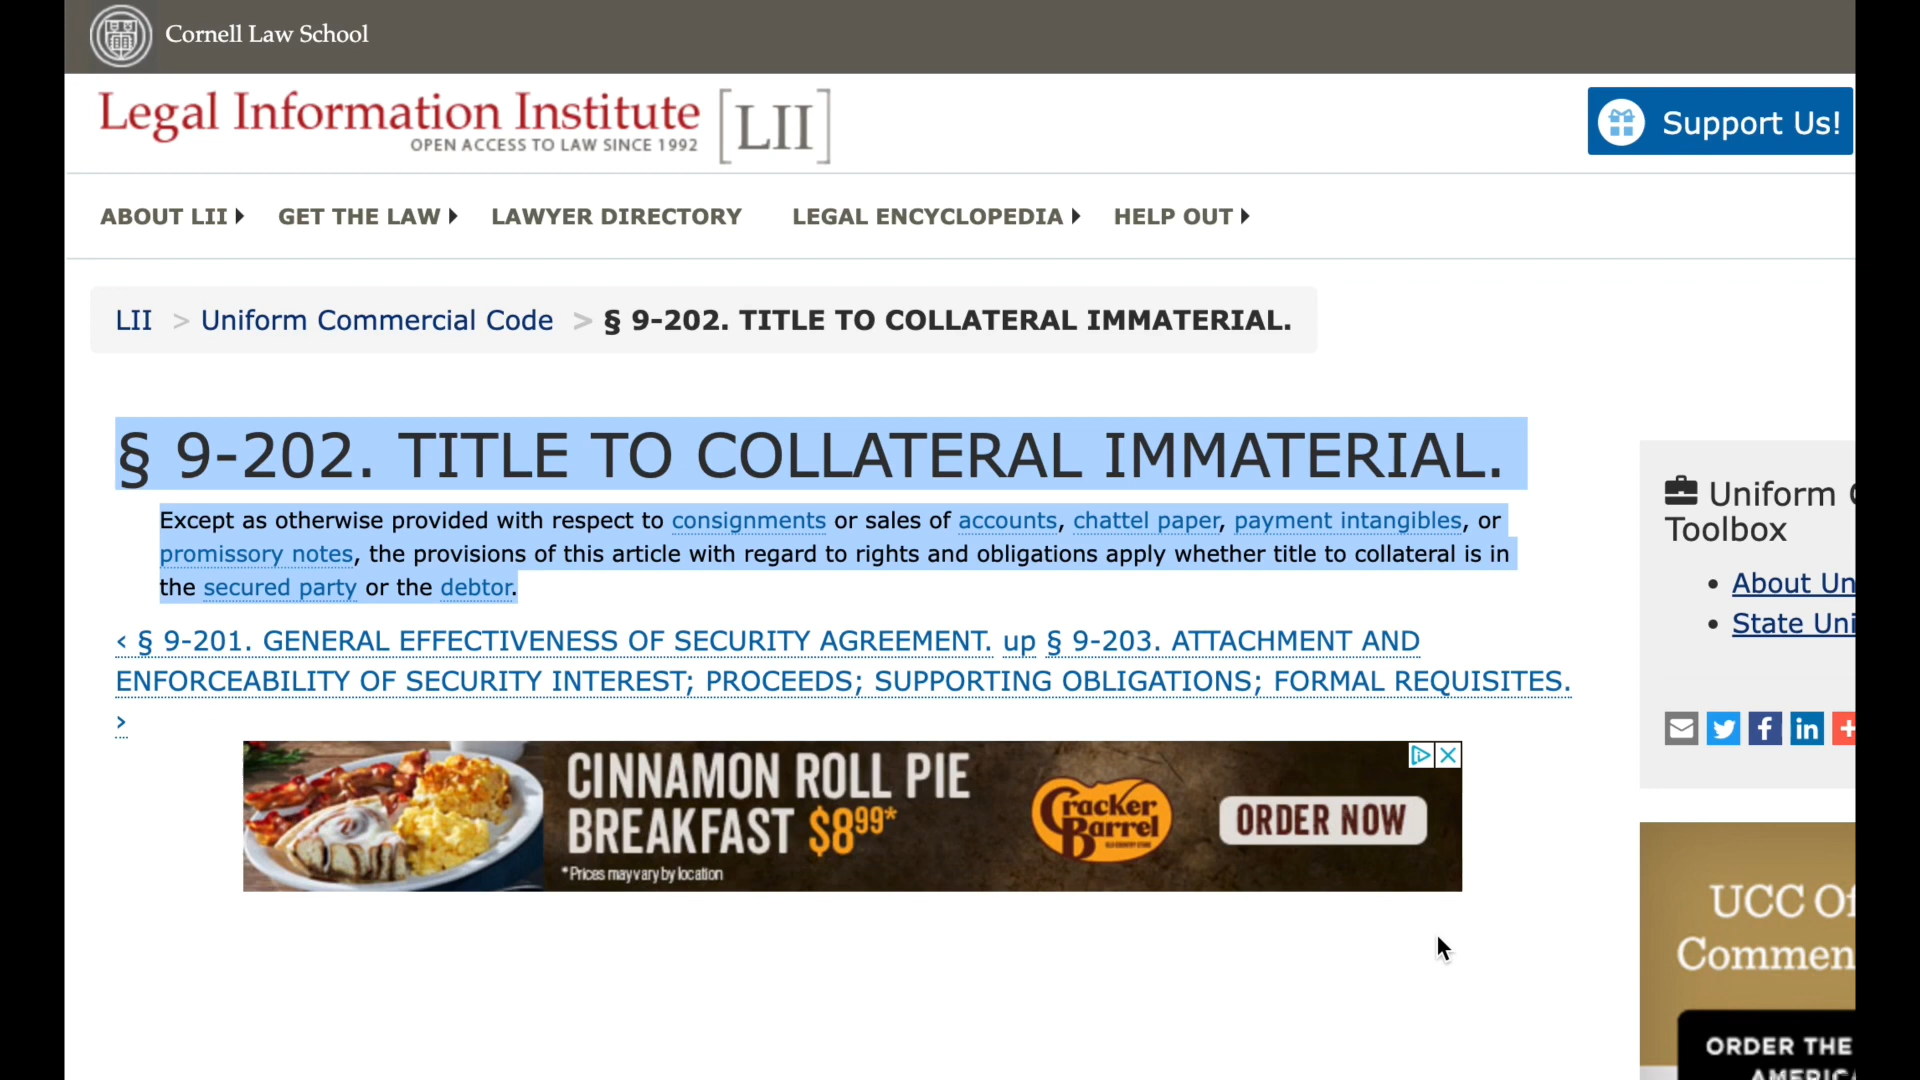 Cornell Law School
Legal Information Institute [LII]
OPEN ACCESS TO LAW SINCE 1992
Support Us!
ABOUT LII GET THE LAW LAWYER DIRECTORY LEGAL ENCYCLOPEDIA HELP OUT
LII > Uniform Commercial Code > § 9-202. TITLE TO COLLATERAL IMMATERIAL.
§ 9-202. TITLE TO COLLATERAL IMMATERIAL.
Except as otherwise provided with respect to consignments or sales of accounts, chattel paper, payment intangibles, or
promissory notes, the provisions of this article with regard to rights and obligations apply whether title to collateral is in
the secured party or the debtor.
‹ § 9-201. GENERAL EFFECTIVENESS OF SECURITY AGREEMENT. up § 9-203. ATTACHMENT AND
ENFORCEABILITY OF SECURITY INTEREST; PROCEEDS; SUPPORTING OBLIGATIONS; FORMAL REQUISITES.
›
CINNAMON ROLL PIE
BREAKFAST $899*
*Prices may vary by location
Cracker
Barrel
ORDER NOW
Uniform
Toolbox
• About Un
• State Uni
UCC Of
Commen
ORDER THE